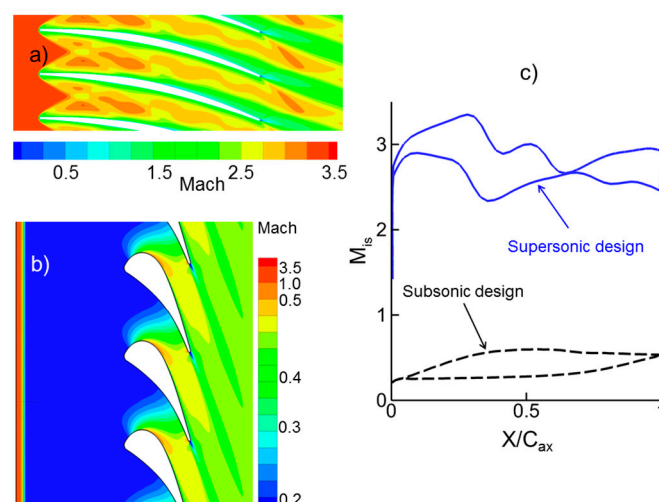 a)
0.5 1.5 2.5 3.5
Mach
b)
Mach
3.5
1.0
0.5
0.4
0.3
0.2
c)
3
2
1
0
M_is
Supersonic design
Subsonic design
0 0.5 1
X/C_ax